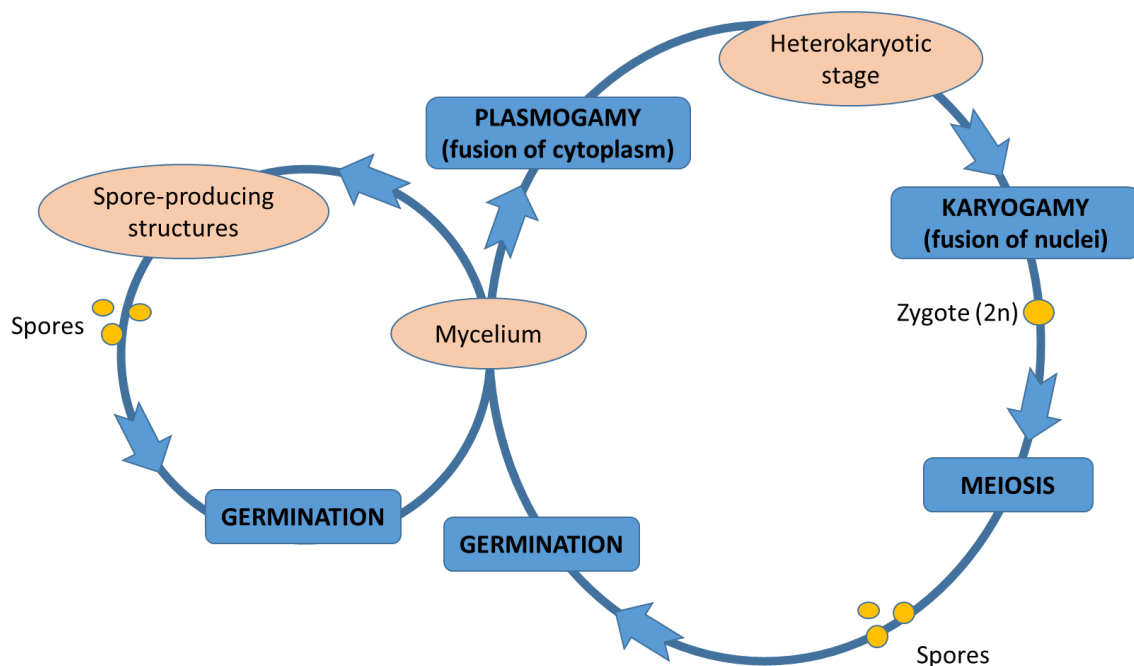 Heterokaryotic
stage
PLASMOGAMY
(fusion of cytoplasm)
Spore-producing
structures
KARYOGAMY
(fusion of nuclei)
Spores
Mycelium
Zygote (2n)
MEIOSIS
GERMINATION
GERMINATION
Spores